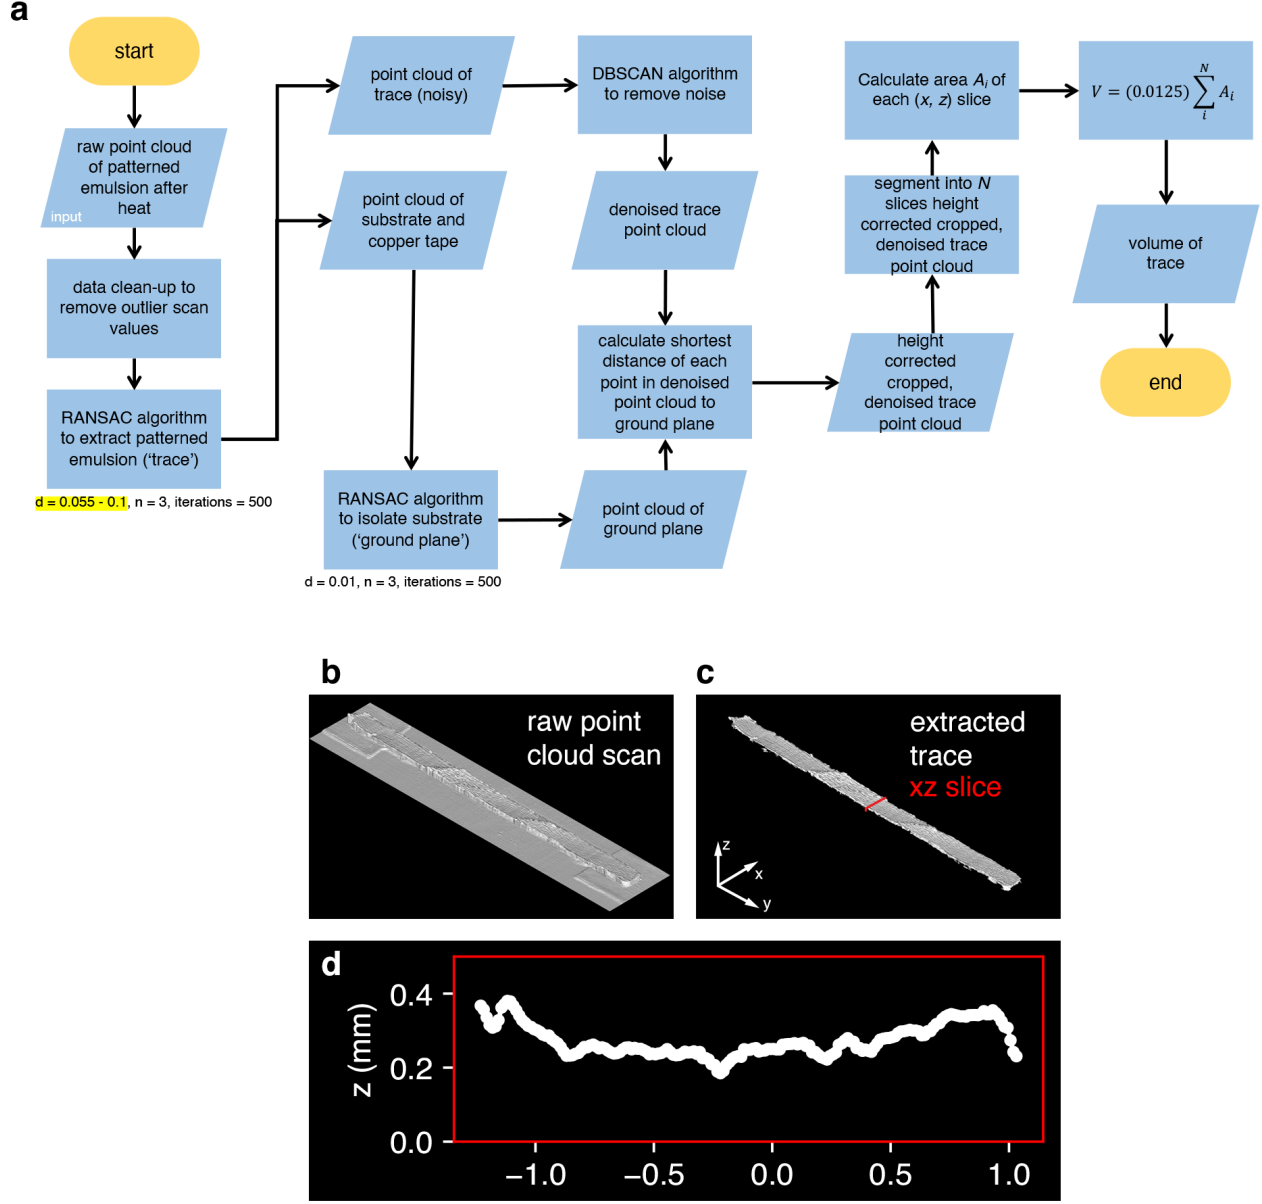 a
start
raw point cloud
of patterned
emulsion after
heat
input
data clean-up to
remove outlier scan
values
RANSAC algorithm
to extract patterned
emulsion (‘trace’)
d = 0.055 - 0.1, n = 3, iterations = 500
point cloud of
trace (noisy)
point cloud of
substrate and
copper tape
RANSAC algorithm
to isolate substrate
(‘ground plane’)
d = 0.01, n = 3, iterations = 500
DBSCAN algorithm
to remove noise
denoised trace
point cloud
calculate shortest
distance of each
point in denoised
point cloud to
ground plane
point cloud of
ground plane
height
corrected
cropped,
denoised trace
point cloud
segment into N
slices height
corrected cropped,
denoised trace
point cloud
Calculate area Aᵢ of
each (x, z) slice
V = (0.0125) ∑ᵢᴺ Aᵢ
volume of
trace
end
b
raw point
cloud scan
c
extracted
trace
xz slice
z
x
y
d
z (mm)
0.4
0.2
0.0
−1.0 −0.5 0.0 0.5 1.0